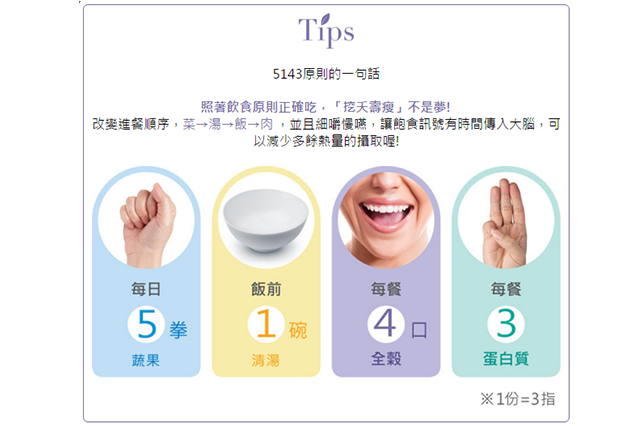 Tips
5143原則的一句話
照著飲食原則正確吃，「挖夭壽瘦」不是夢!
改變進餐順序，菜→湯→飯→肉 ，並且細嚼慢嚥，讓飽食訊號有時間傳入大腦，可
以減少多餘熱量的攝取喔!
每日
5 拳
蔬果
飯前
1 碗
清湯
每餐
4 口
全穀
每餐
3
蛋白質
※1份=3指